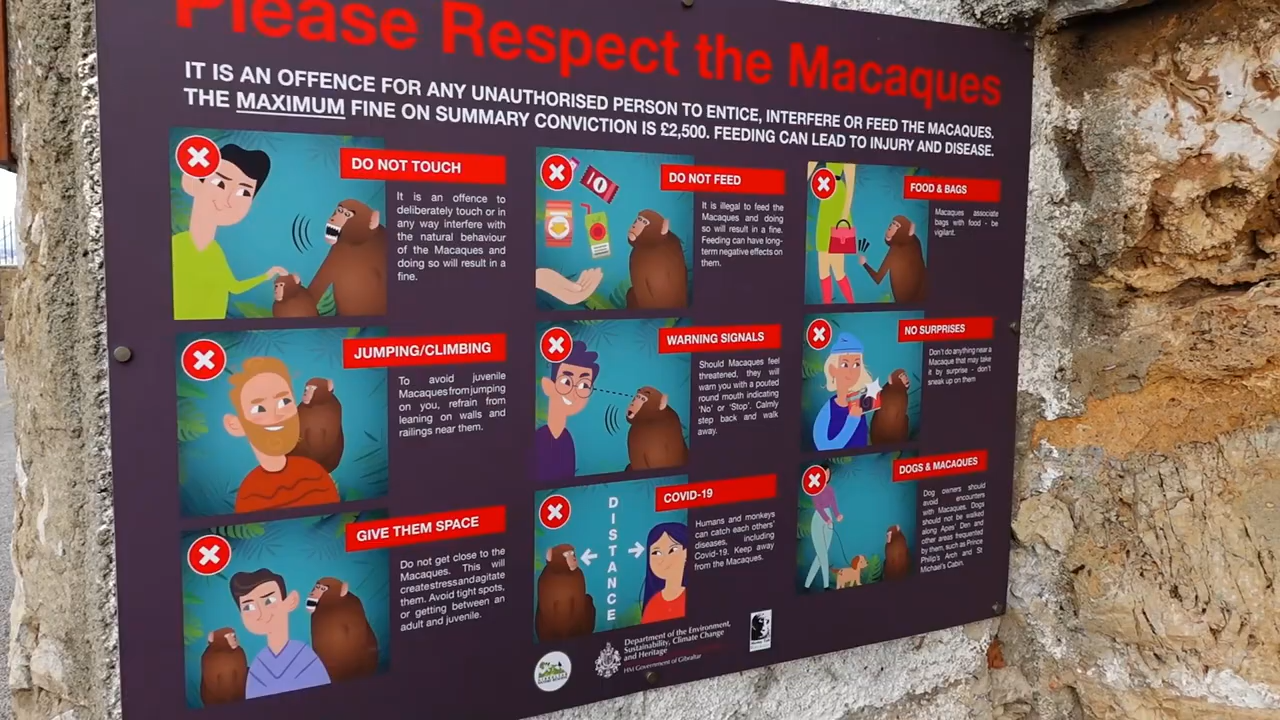 Please Respect the Macaques
IT IS AN OFFENCE FOR ANY UNAUTHORISED PERSON TO ENTICE, INTERFERE OR FEED THE MACAQUES.
THE MAXIMUM FINE ON SUMMARY CONVICTION IS £2,500. FEEDING CAN LEAD TO INJURY AND DISEASE.
DO NOT TOUCH
It is an offence to
deliberately touch or in
any way interfere with
the natural behaviour
of the Macaques and
doing so will result in a
fine.
DO NOT FEED
It is illegal to feed the
Macaques and doing
so will result in a fine.
Feeding can have long-
term negative effects on
them.
FOOD & BAGS
Macaques associate
bags with food - be
vigilant.
JUMPING/CLIMBING
To avoid juvenile
Macaques from jumping
on you, refrain from
leaning on walls and
railings near them.
WARNING SIGNALS
Should Macaques feel
threatened, they will
warn you with a pouted
round mouth indicating
'No' or 'Stop'. Calmly
step back and walk
away.
NO SURPRISES
Don't do anything near a
Macaque that may take
it by surprise - don't
sneak up on them
GIVE THEM SPACE
Do not get close to the
Macaques. This will
create stress and agitate
them. Avoid tight spots,
or getting between an
adult and juvenile.
DISTANCE
COVID-19
Humans and monkeys
can catch each others'
diseases, including
Covid-19. Keep away
from the Macaques.
DOGS & MACAQUES
Dog owners should
avoid encounters
with Macaques. Dogs
should not be walked
along Apes' Den and
other areas frequented
by them, such as Prince
Philip's Arch and St
Michael's Cabin.
Department of the Environment,
Sustainability, Climate Change
and Heritage
HM Government of Gibraltar